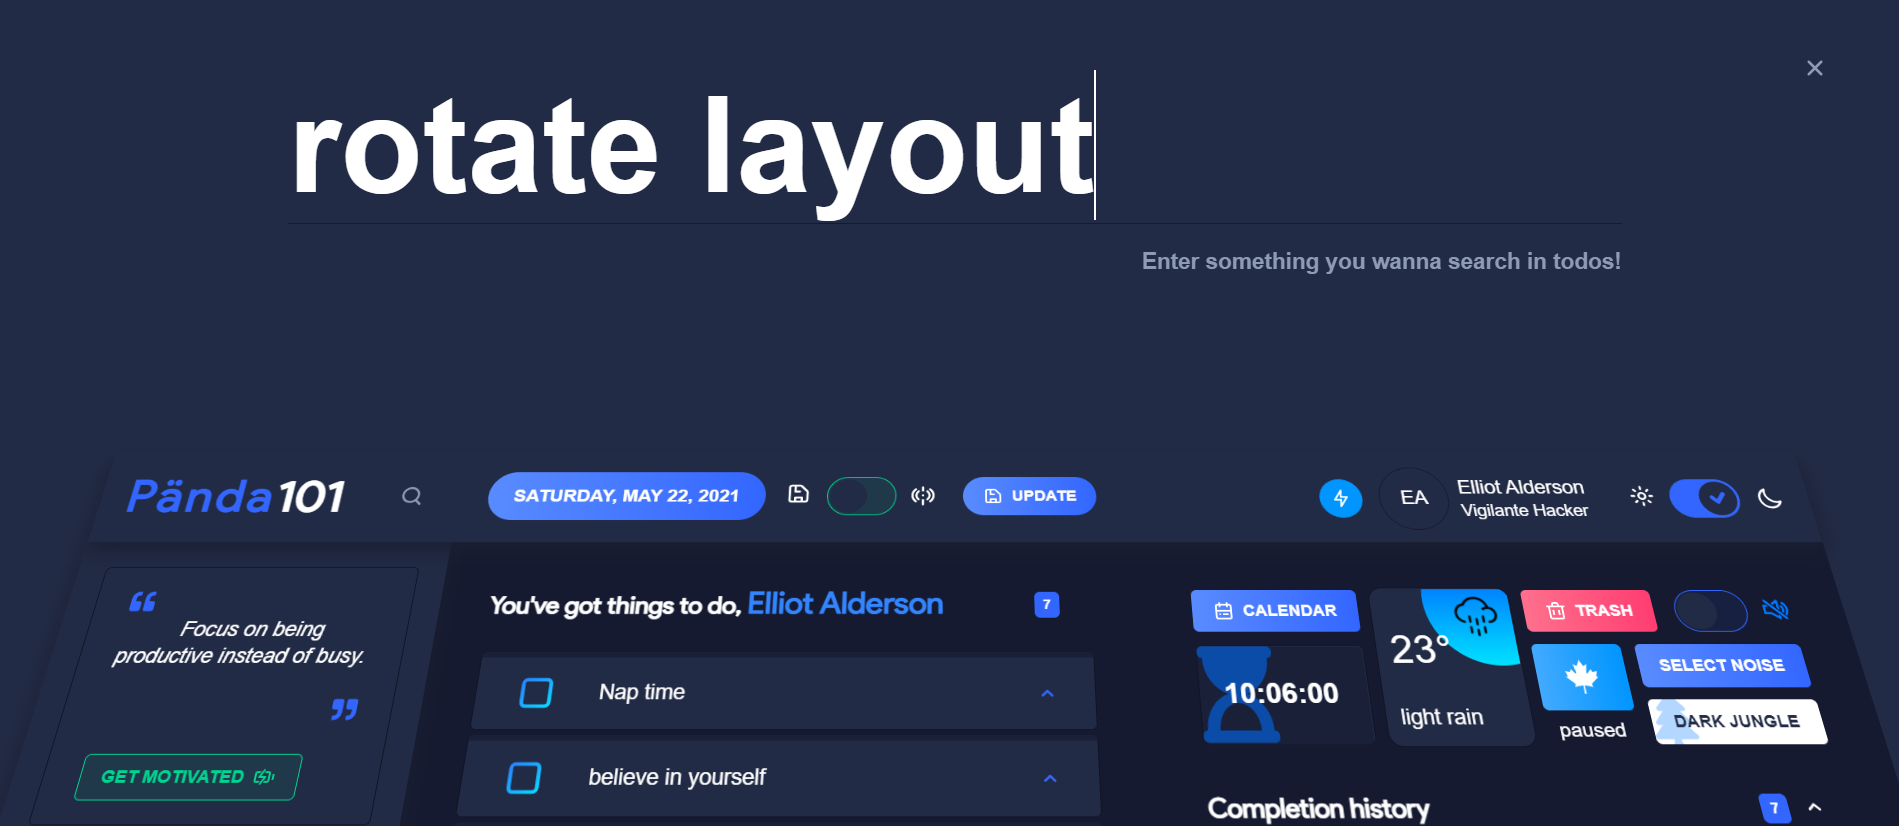 rotate layout
Enter something you wanna search in todos!
Pända101
SATURDAY, MAY 22, 2021
UPDATE
EA
Elliot Alderson
Vigilante Hacker
“
Focus on being
productive instead of busy.
”
GET MOTIVATED
You've got things to do, Elliot Alderson
7
Nap time
believe in yourself
CALENDAR
10:06:00
23°
light rain
TRASH
paused
SELECT NOISE
DARK JUNGLE
Completion history
7